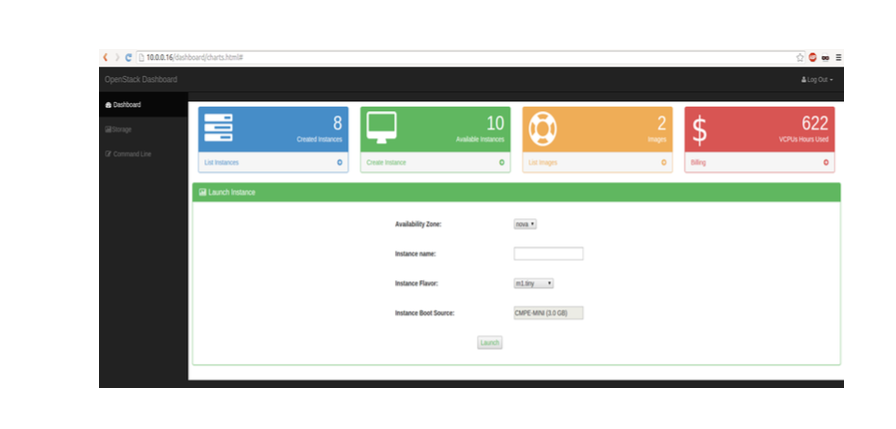 10.0.0.16/dashboard/charts.html#
OpenStack Dashboard
Log Out
Dashboard
Storage
Command Line
8
Created Instances
List Instances
10
Available Instances
Create Instance
2
Images
List Images
$
622
VCPUs Hours Used
Billing
Launch Instance
Availability Zone: nova
Instance name:
Instance Flavor: m1.tiny
Instance Boot Source: CMPE-MINI (3.0 GB)
Launch